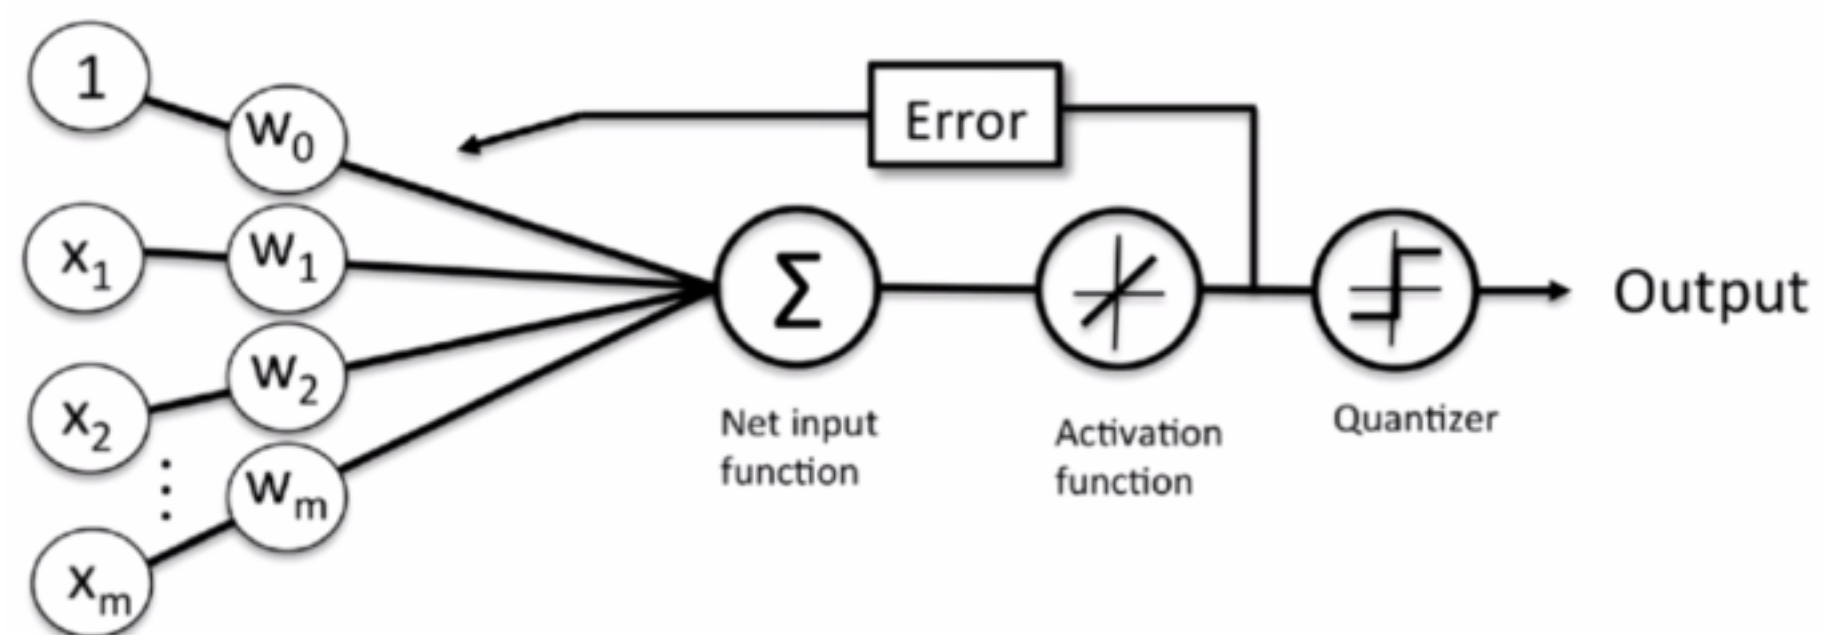 1
w₀
Error
x₁
w₁
Σ
Output
x₂
w₂
Net input
function
Activation
function
Quantizer
⋮
wₘ
xₘ